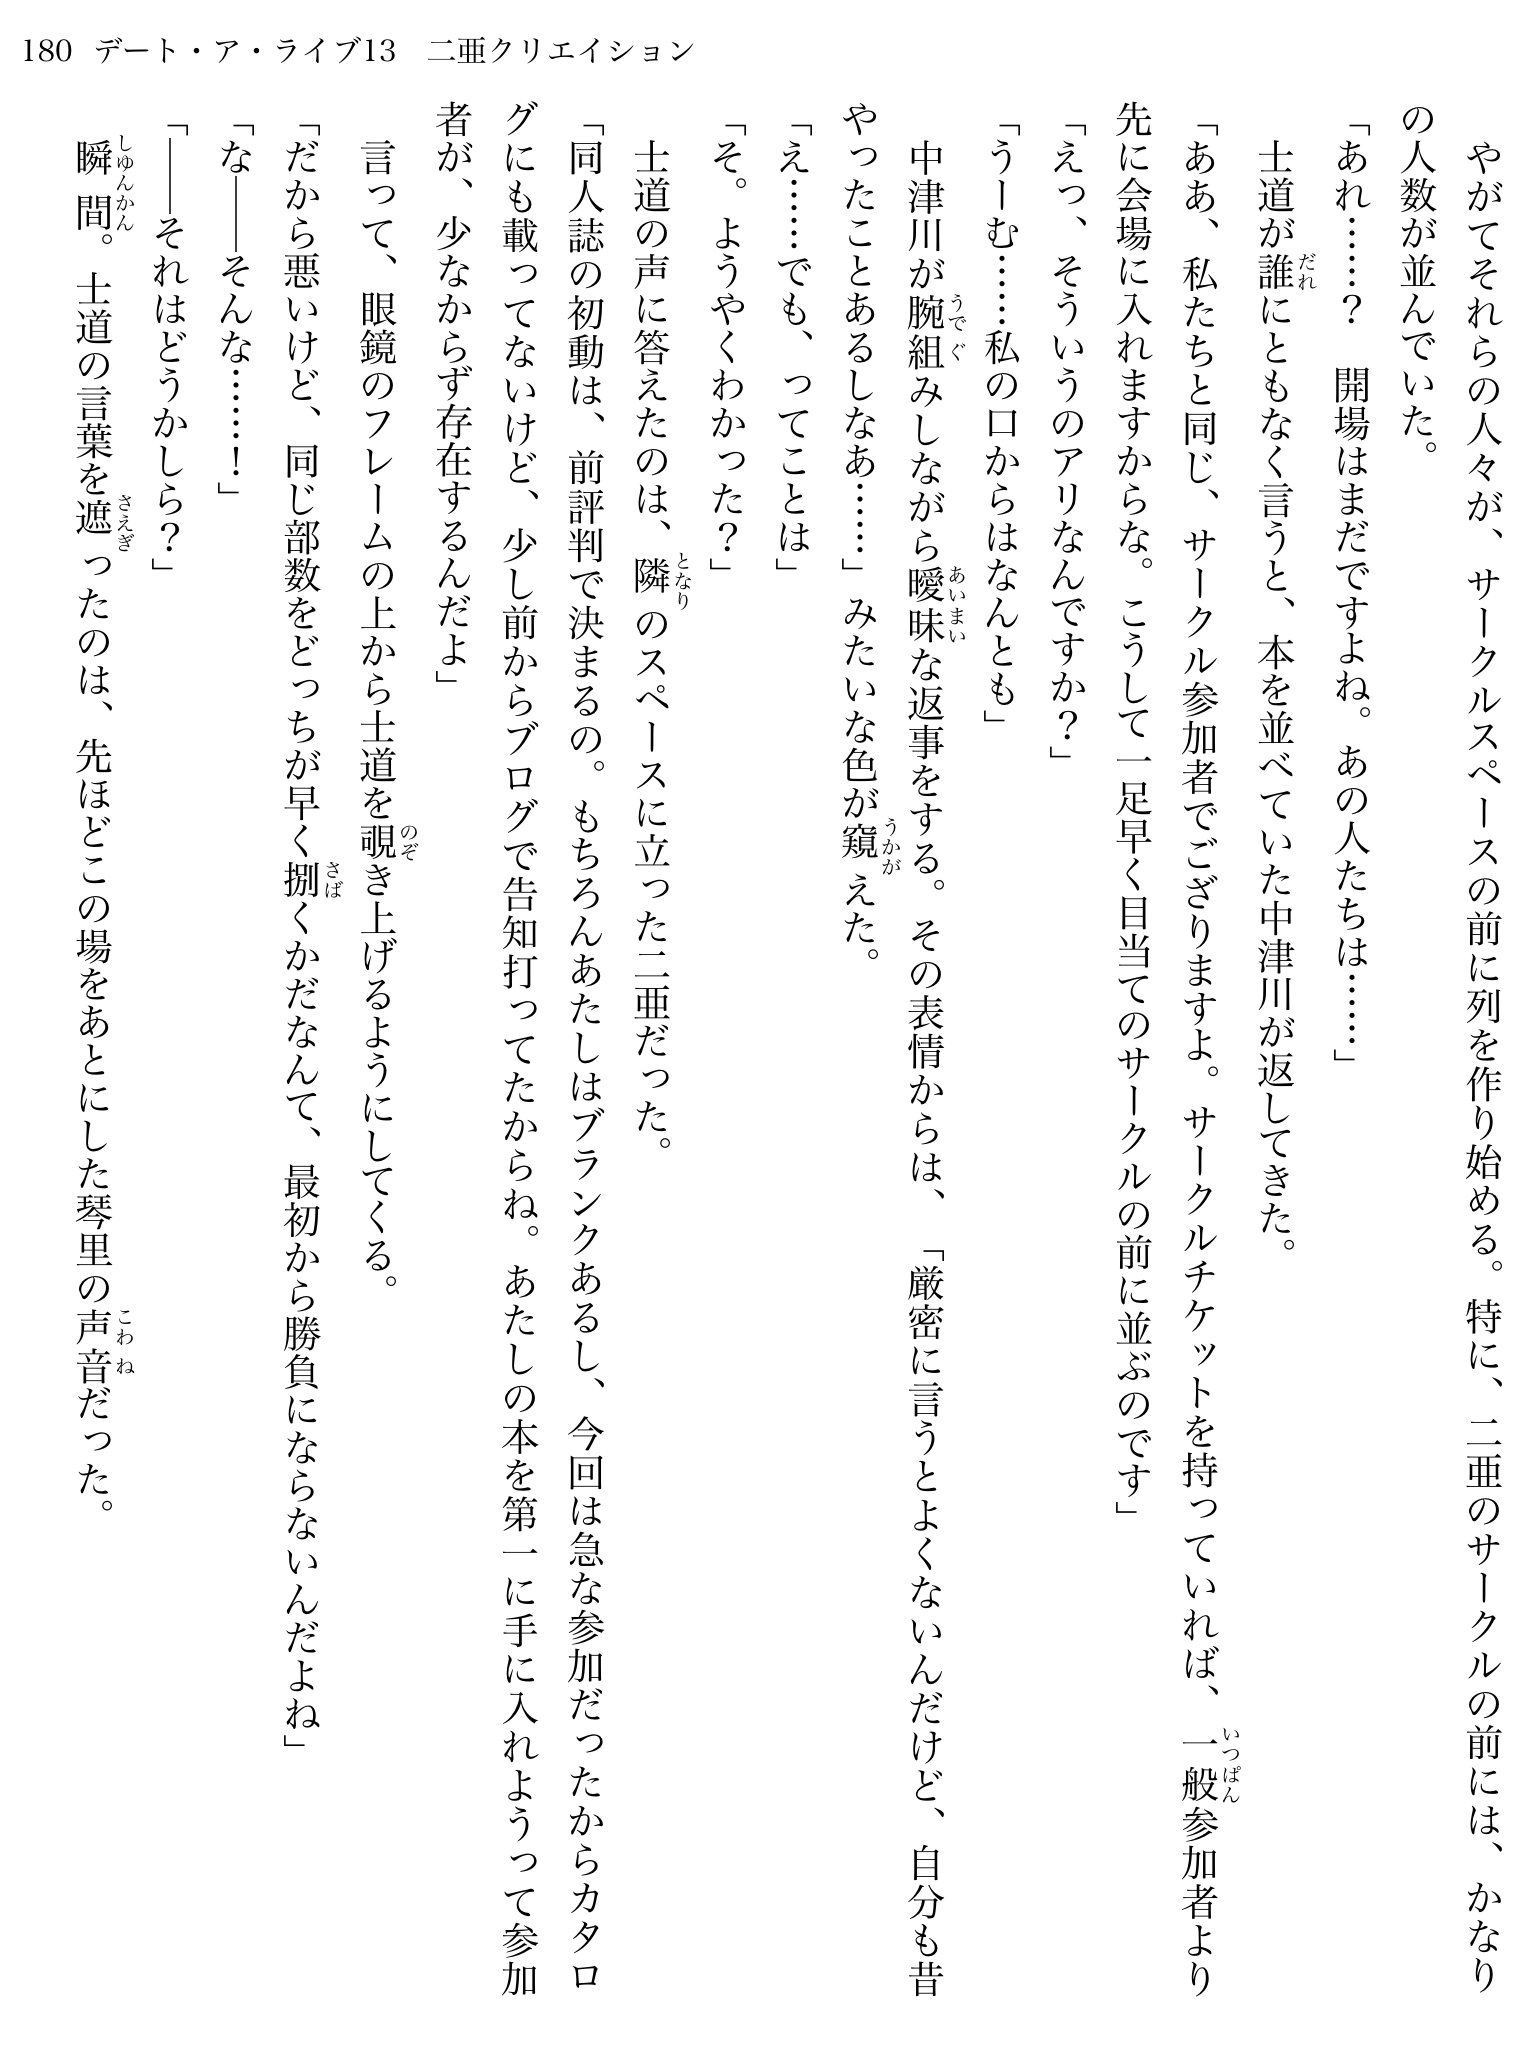 180 デート・ア・ライブ13　二亜クリエイション
　やがてそれらの人々が、サークルスペースの前に列を作り始める。特に、二亜のサークルの前には、かなり
の人数が並んでいた。
「あれ……？　開場はまだですよね。あの人たちは……」
　士道が誰にともなく言うと、本を並べていた中津川が返してきた。
「ああ、私たちと同じ、サークル参加者でござりますよ。サークルチケットを持っていれば、一般参加者より
先に会場に入れますからな。こうして一足早く目当てのサークルの前に並ぶのです」
「えっ、そういうのアリなんですか？」
「うーむ……私の口からはなんとも」
　中津川が腕組みしながら曖昧な返事をする。その表情からは、「厳密に言うとよくないんだけど、自分も昔
やったことあるしなあ……」みたいな色が窺えた。
「え……でも、ってことは」
「そ。ようやくわかった？」
　士道の声に答えたのは、隣のスペースに立った二亜だった。
「同人誌の初動は、前評判で決まるの。もちろんあたしはブランクあるし、今回は急な参加だったからカタロ
グにも載ってないけど、少し前からブログで告知打ってたからね。あたしの本を第一に手に入れようって参加
者が、少なからず存在するんだよ」
　言って、眼鏡のフレームの上から士道を覗き上げるようにしてくる。
「だから悪いけど、同じ部数をどっちが早く捌くかだなんて、最初から勝負にならないんだよね」
「な――そんな……！」
「――それはどうかしら？」
　瞬間。士道の言葉を遮ったのは、先ほどこの場をあとにした琴里の声音だった。